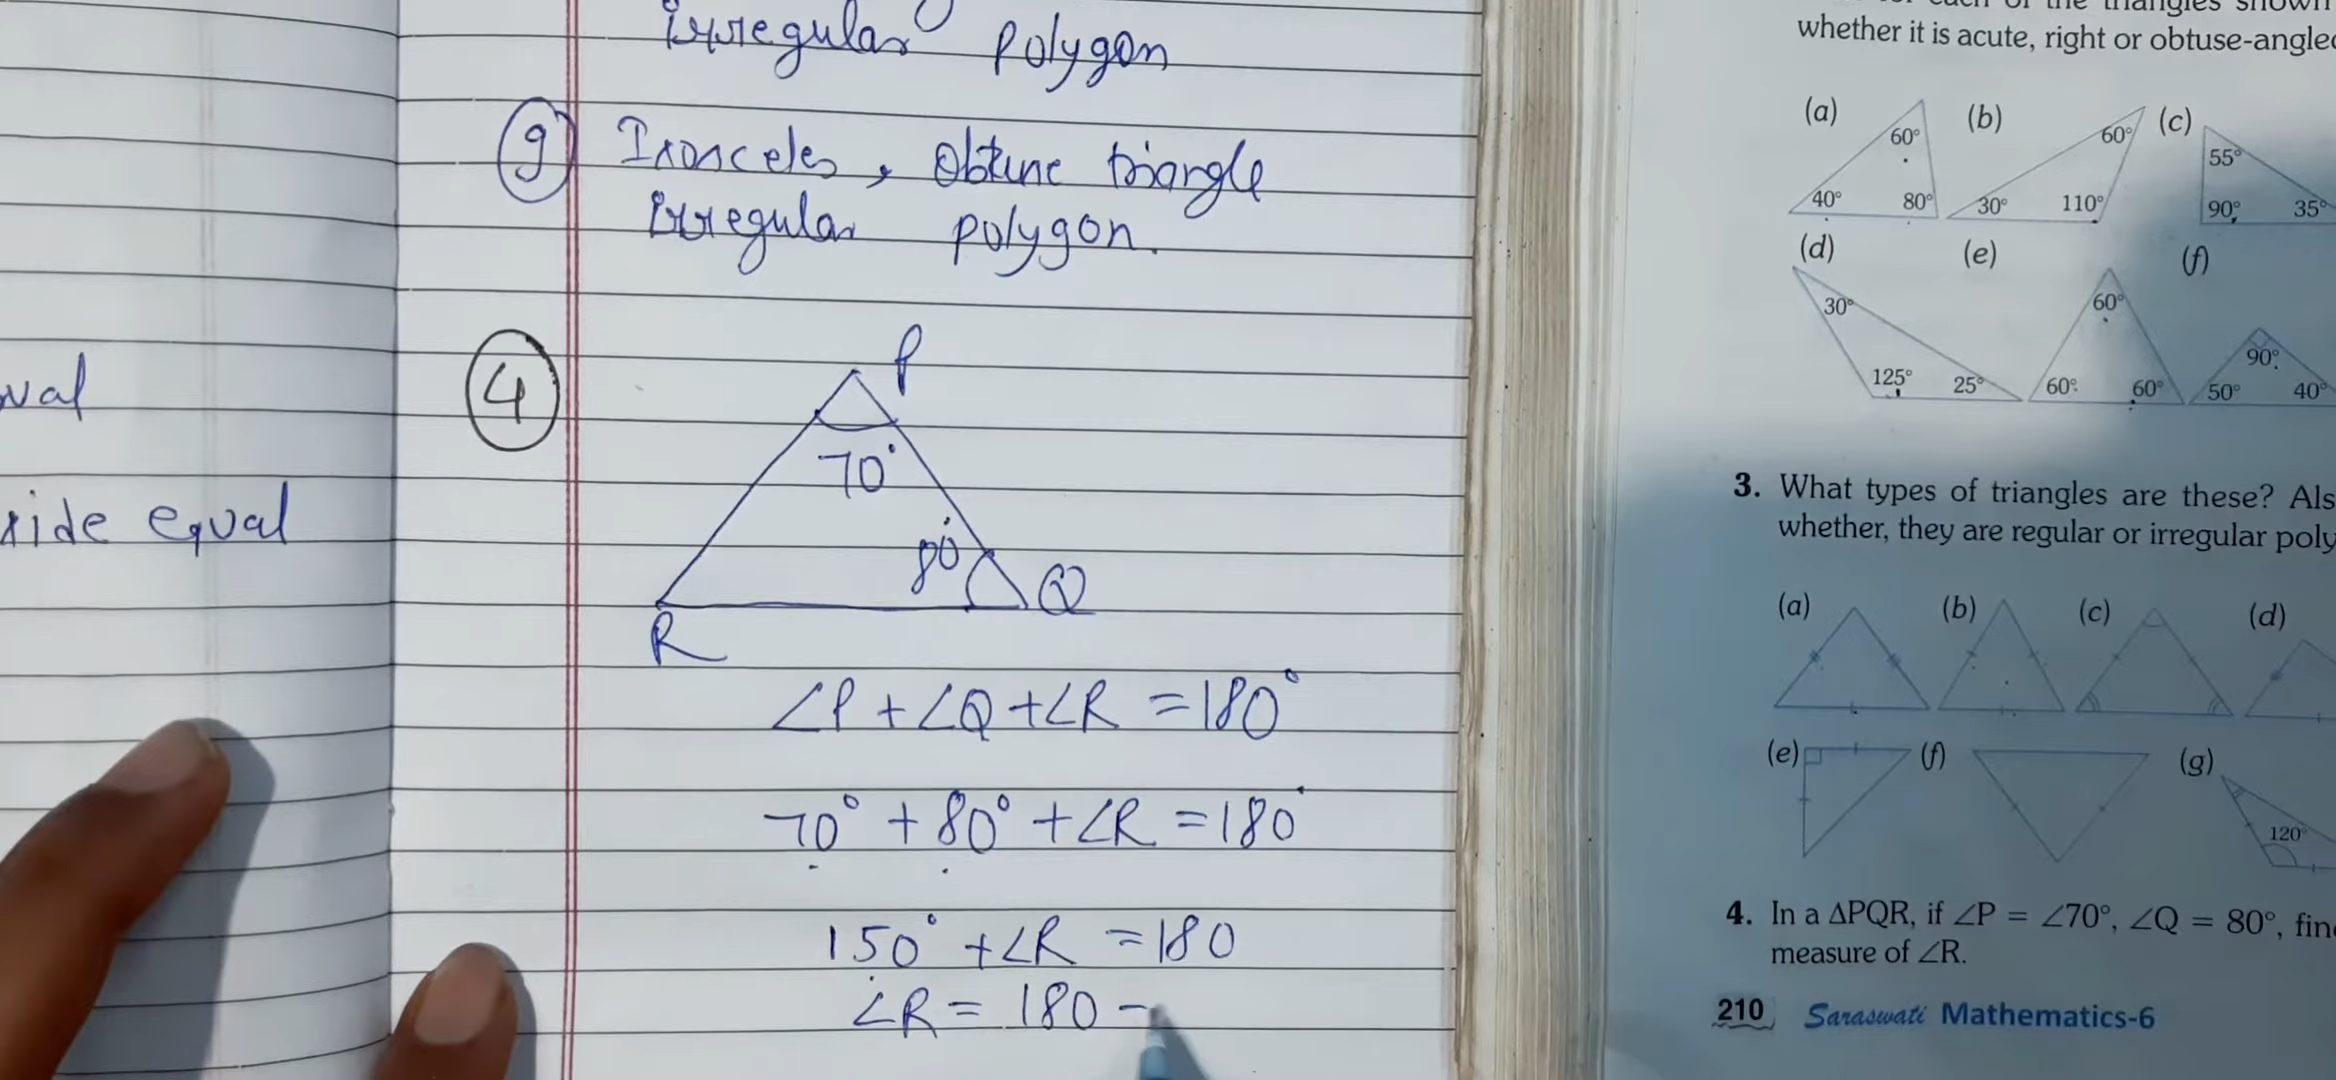 irregular polygon
g Isosceles, Obtuse triangle
irregular polygon.
side equal
4
P
70°
80°
Q
R
∠P + ∠Q + ∠R = 180°
70° + 80° + ∠R = 180°
150° + ∠R = 180
∠R = 180 -
triangles shown
whether it is acute, right or obtuse-angled
(a) (b) (c)
60° 60° 55°
40° 80° 30° 110° 90° 35°
(d) (e) (f)
30° 60° 90°
125° 25° 60° 60° 50° 40°
3. What types of triangles are these? Als
whether, they are regular or irregular poly
(a) (b) (c) (d)
(e) (f) (g)
120°
4. In a ΔPQR, if ∠P = ∠70°, ∠Q = 80°, fin
measure of ∠R.
210 Saraswati Mathematics-6